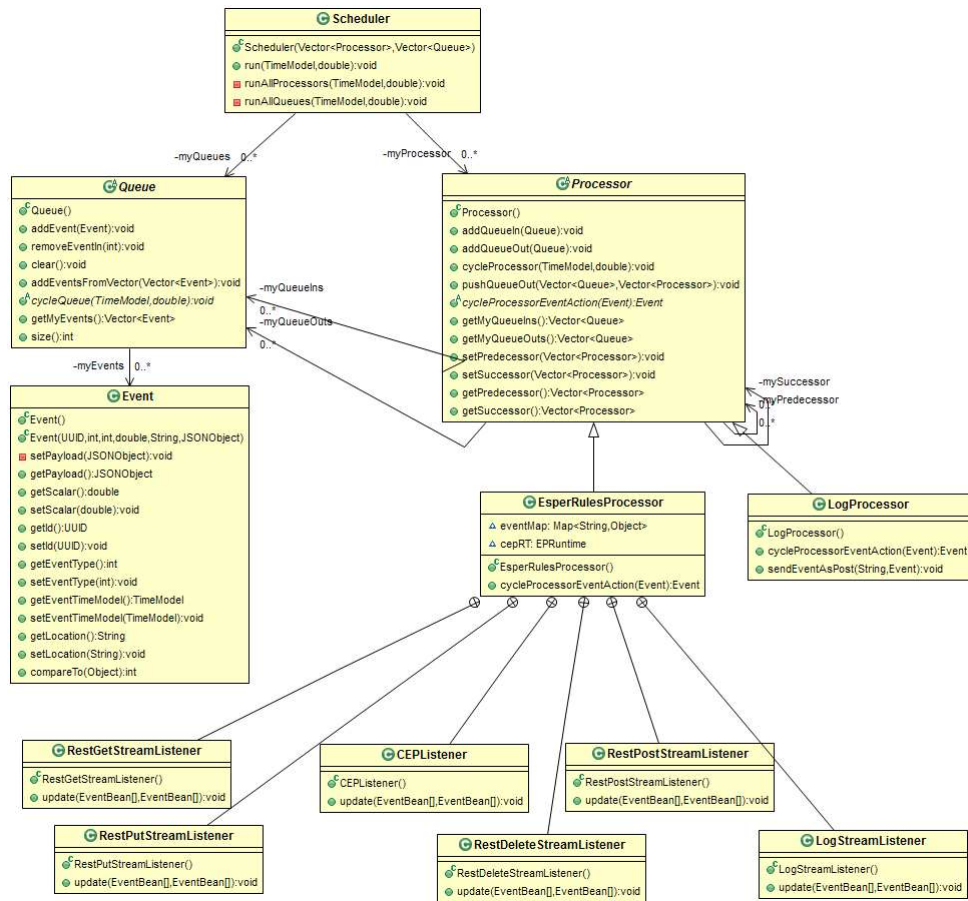 Scheduler
Scheduler(Vector<Processor>,Vector<Queue>)
run(TimeModel,double):void
runAllProcessors(TimeModel,double):void
runAllQueues(TimeModel,double):void
-myQueues 0..*
-myProcessor 0..*
Queue
Queue()
addEvent(Event):void
removeEventIn(int):void
clear():void
addEventsFromVector(Vector<Event>):void
cycleQueue(TimeModel,double):void
getMyEvents():Vector<Event>
size():int
Processor
Processor()
addQueueIn(Queue):void
addQueueOut(Queue):void
cycleProcessor(TimeModel,double):void
pushQueueOut(Vector<Queue>,Vector<Processor>):void
cycleProcessorEventAction(Event):Event
getMyQueueIns():Vector<Queue>
getMyQueueOuts():Vector<Queue>
setPredecessor(Vector<Processor>):void
setSuccessor(Vector<Processor>):void
getPredecessor():Vector<Processor>
getSuccessor():Vector<Processor>
-myQueueIns
0..*
-myQueueOuts
0..*
-mySuccessor
-myPredecessor
0..*
0..*
-myEvents 0..*
Event
Event()
Event(UUID,int,int,double,String,JSONObject)
setPayload(JSONObject):void
getPayload():JSONObject
getScalar():double
setScalar(double):void
getId():UUID
setId(UUID):void
getEventType():int
setEventType(int):void
getEventTimeModel():TimeModel
setEventTimeModel(TimeModel):void
getLocation():String
setLocation(String):void
compareTo(Object):int
EsperRulesProcessor
eventMap: Map<String,Object>
cepRT: EPRuntime
EsperRulesProcessor()
cycleProcessorEventAction(Event):Event
LogProcessor
LogProcessor()
cycleProcessorEventAction(Event):Event
sendEventAsPost(String,Event):void
RestGetStreamListener
RestGetStreamListener()
update(EventBean[],EventBean[]):void
CEPListener
CEPListener()
update(EventBean[],EventBean[]):void
RestPostStreamListener
RestPostStreamListener()
update(EventBean[],EventBean[]):void
RestPutStreamListener
RestPutStreamListener()
update(EventBean[],EventBean[]):void
RestDeleteStreamListener
RestDeleteStreamListener()
update(EventBean[],EventBean[]):void
LogStreamListener
LogStreamListener()
update(EventBean[],EventBean[]):void